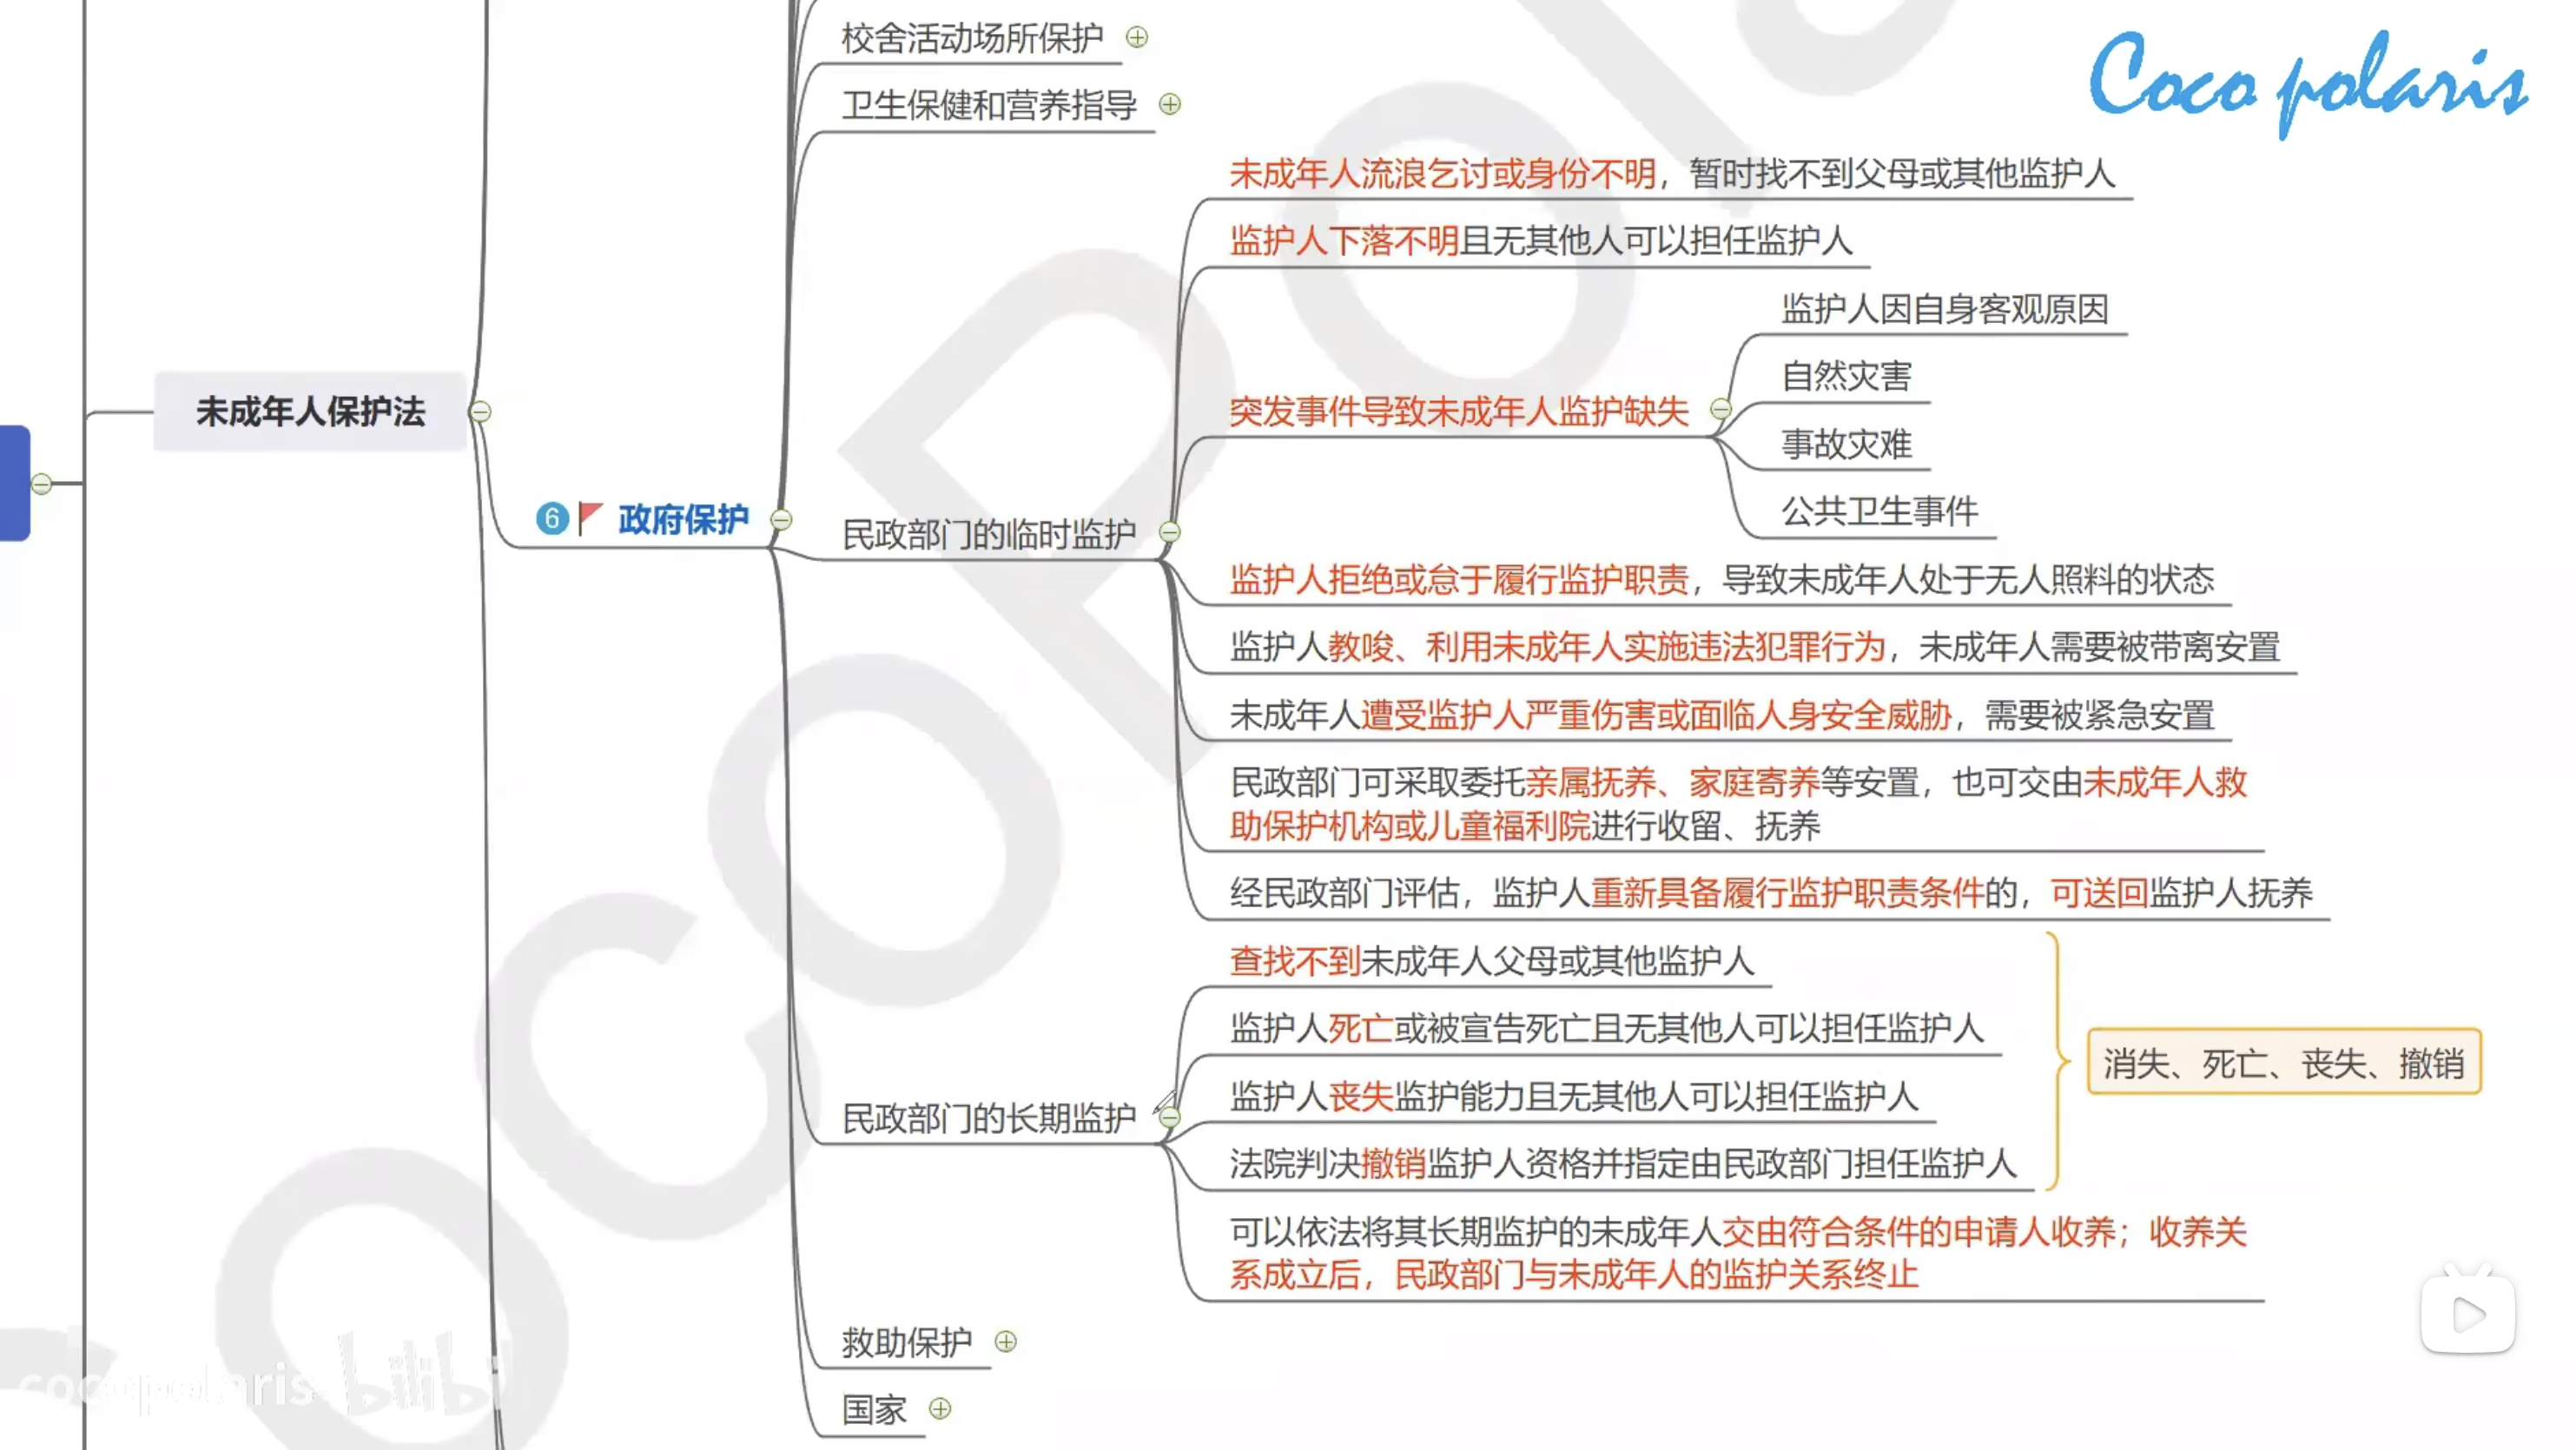 Coco polaris
校舍活动场所保护
卫生保健和营养指导
未成年人保护法
6 政府保护
民政部门的临时监护
未成年人流浪乞讨或身份不明，暂时找不到父母或其他监护人
监护人下落不明且无其他人可以担任监护人
突发事件导致未成年人监护缺失
监护人因自身客观原因
自然灾害
事故灾难
公共卫生事件
监护人拒绝或怠于履行监护职责，导致未成年人处于无人照料的状态
监护人教唆、利用未成年人实施违法犯罪行为，未成年人需要被带离安置
未成年人遭受监护人严重伤害或面临人身安全威胁，需要被紧急安置
民政部门可采取委托亲属抚养、家庭寄养等安置，也可交由未成年人救
助保护机构或儿童福利院进行收留、抚养
经民政部门评估，监护人重新具备履行监护职责条件的，可送回监护人抚养
民政部门的长期监护
查找不到未成年人父母或其他监护人
监护人死亡或被宣告死亡且无其他人可以担任监护人
监护人丧失监护能力且无其他人可以担任监护人
法院判决撤销监护人资格并指定由民政部门担任监护人
消失、死亡、丧失、撤销
可以依法将其长期监护的未成年人交由符合条件的申请人收养；收养关
系成立后，民政部门与未成年人的监护关系终止
救助保护
国家
cocopolaris bilibili